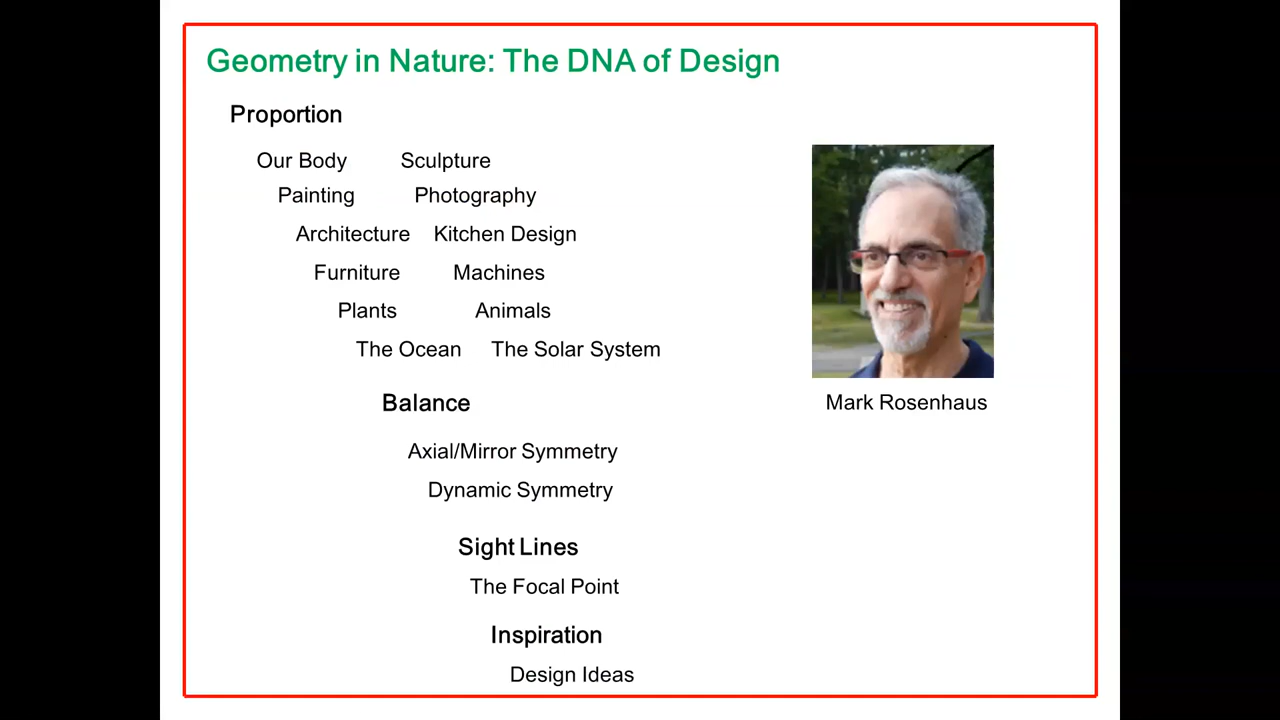 Geometry in Nature: The DNA of Design
Proportion
Our Body Sculpture
Painting Photography
Architecture Kitchen Design
Furniture Machines
Plants Animals
The Ocean The Solar System
Balance
Mark Rosenhaus
Axial/Mirror Symmetry
Dynamic Symmetry
Sight Lines
The Focal Point
Inspiration
Design Ideas